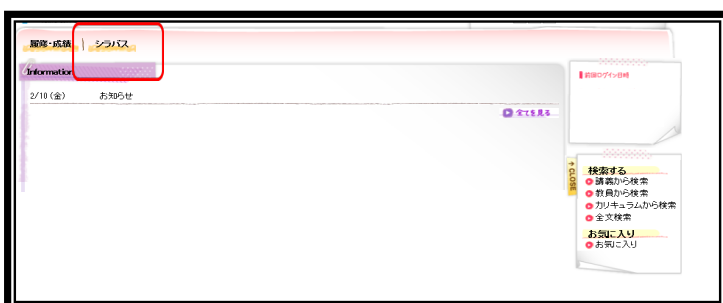 履修・成績 | シラバス
Information
2/10 (金) お知らせ
全てを見る
前回ログイン日時
↑ CLOSE
検索する
講義から検索
教員から検索
カリキュラムから検索
全文検索
お気に入り
お気に入り